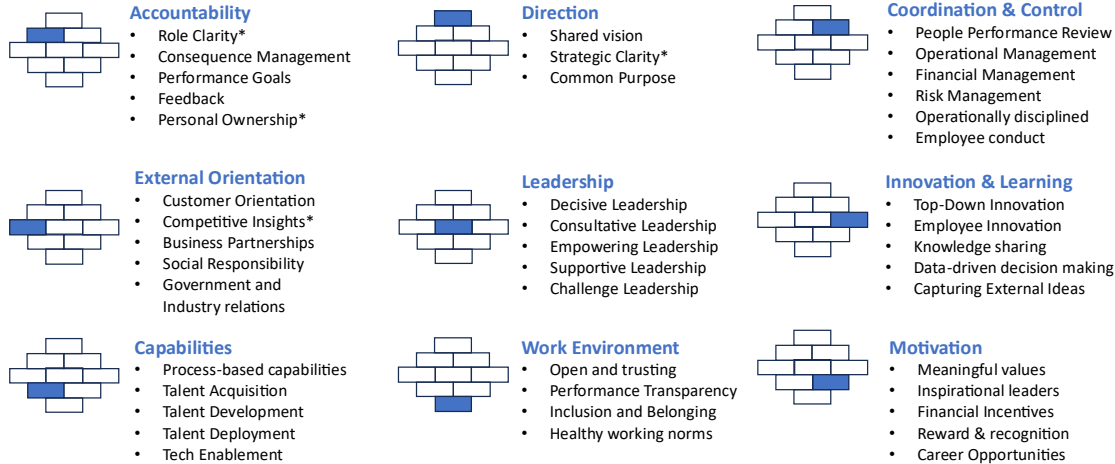 Accountability
• Role Clarity*
• Consequence Management
• Performance Goals
• Feedback
• Personal Ownership*
Direction
• Shared vision
• Strategic Clarity*
• Common Purpose
Coordination & Control
• People Performance Review
• Operational Management
• Financial Management
• Risk Management
• Operationally disciplined
• Employee conduct
External Orientation
• Customer Orientation
• Competitive Insights*
• Business Partnerships
• Social Responsibility
• Government and
Industry relations
Leadership
• Decisive Leadership
• Consultative Leadership
• Empowering Leadership
• Supportive Leadership
• Challenge Leadership
Innovation & Learning
• Top-Down Innovation
• Employee Innovation
• Knowledge sharing
• Data-driven decision making
• Capturing External Ideas
Capabilities
• Process-based capabilities
• Talent Acquisition
• Talent Development
• Talent Deployment
• Tech Enablement
Work Environment
• Open and trusting
• Performance Transparency
• Inclusion and Belonging
• Healthy working norms
Motivation
• Meaningful values
• Inspirational leaders
• Financial Incentives
• Reward & recognition
• Career Opportunities